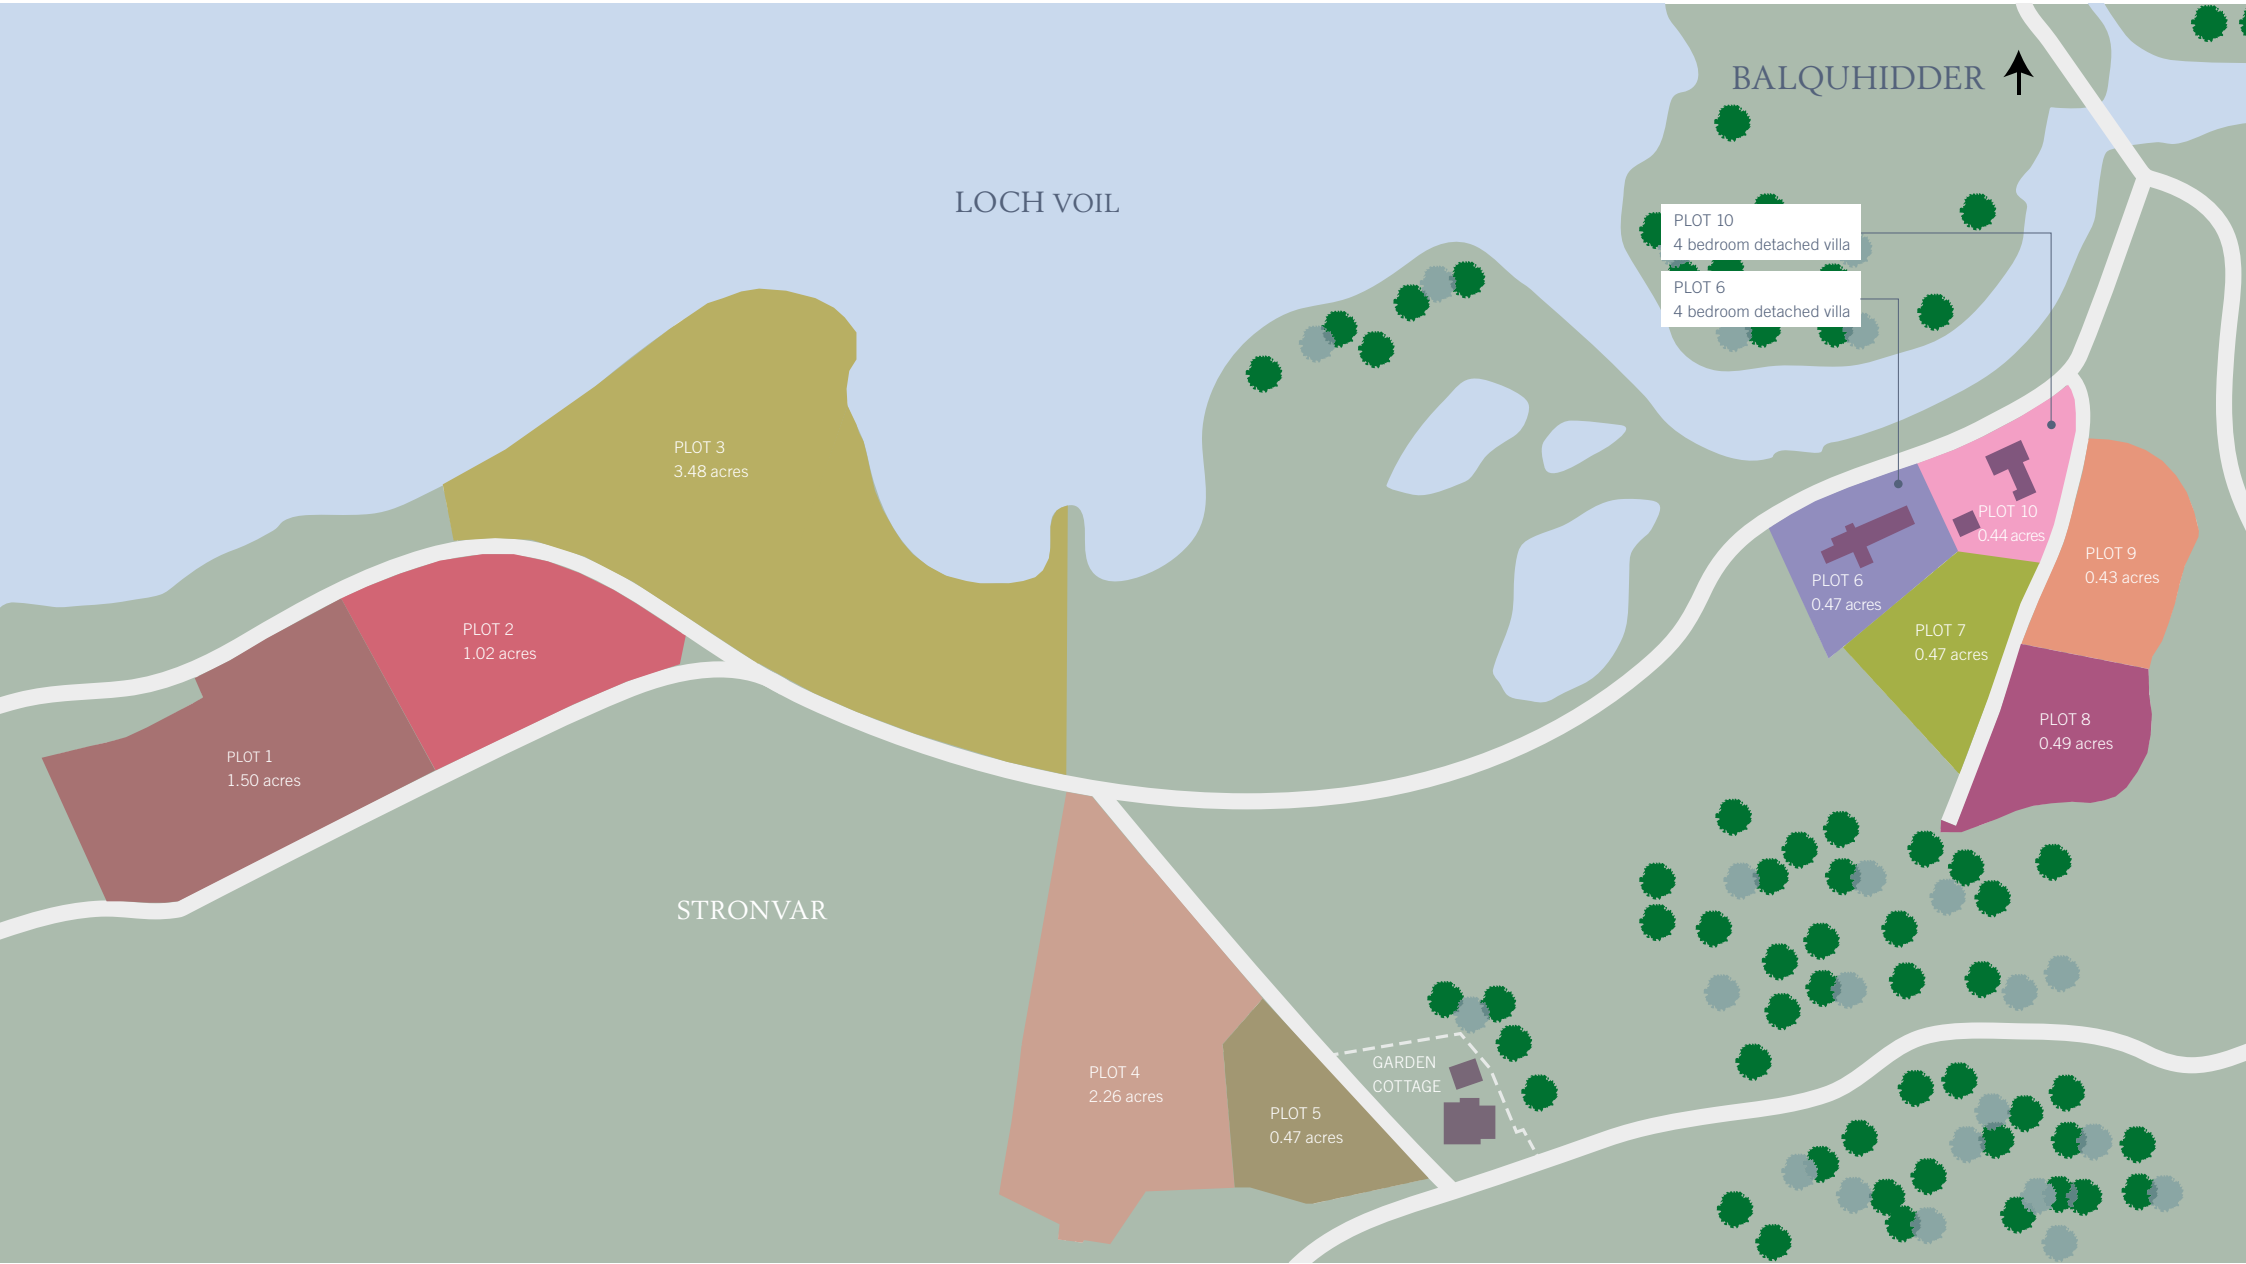 BALQUHIDDER
LOCH VOIL
PLOT 10
4 bedroom detached villa
PLOT 6
4 bedroom detached villa
PLOT 3
3.48 acres
PLOT 10
0.44 acres
PLOT 9
0.43 acres
PLOT 6
0.47 acres
PLOT 2
1.02 acres
PLOT 7
0.47 acres
PLOT 8
0.49 acres
PLOT 1
1.50 acres
STRONVAR
GARDEN
COTTAGE
PLOT 4
2.26 acres
PLOT 5
0.47 acres